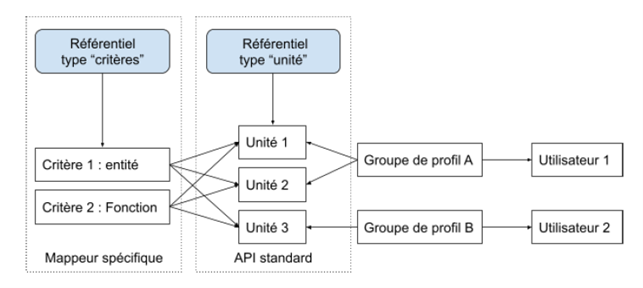 Référentiel
type “critères”
Référentiel
type “unité”
Critère 1 : entité
Critère 2 : Fonction
Unité 1
Unité 2
Unité 3
Groupe de profil A
Utilisateur 1
Groupe de profil B
Utilisateur 2
Mappeur spécifique
API standard